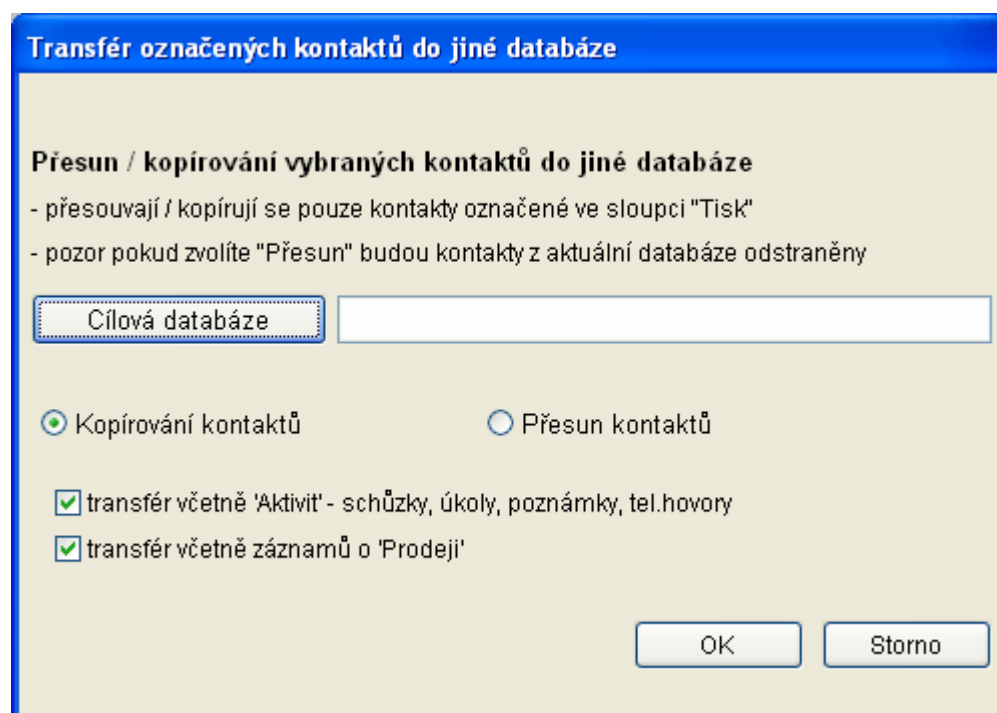 Transfér označených kontaktů do jiné databáze
Přesun / kopírování vybraných kontaktů do jiné databáze
- přesouvají / kopírují se pouze kontakty označené ve sloupci "Tisk"
- pozor pokud zvolíte "Přesun" budou kontakty z aktuální databáze odstraněny
Cílová databáze
Kopírování kontaktů Přesun kontaktů
transfér včetně 'Aktivit' - schůzky, úkoly, poznámky, tel.hovory
transfér včetně záznamů o 'Prodeji'
OK Storno